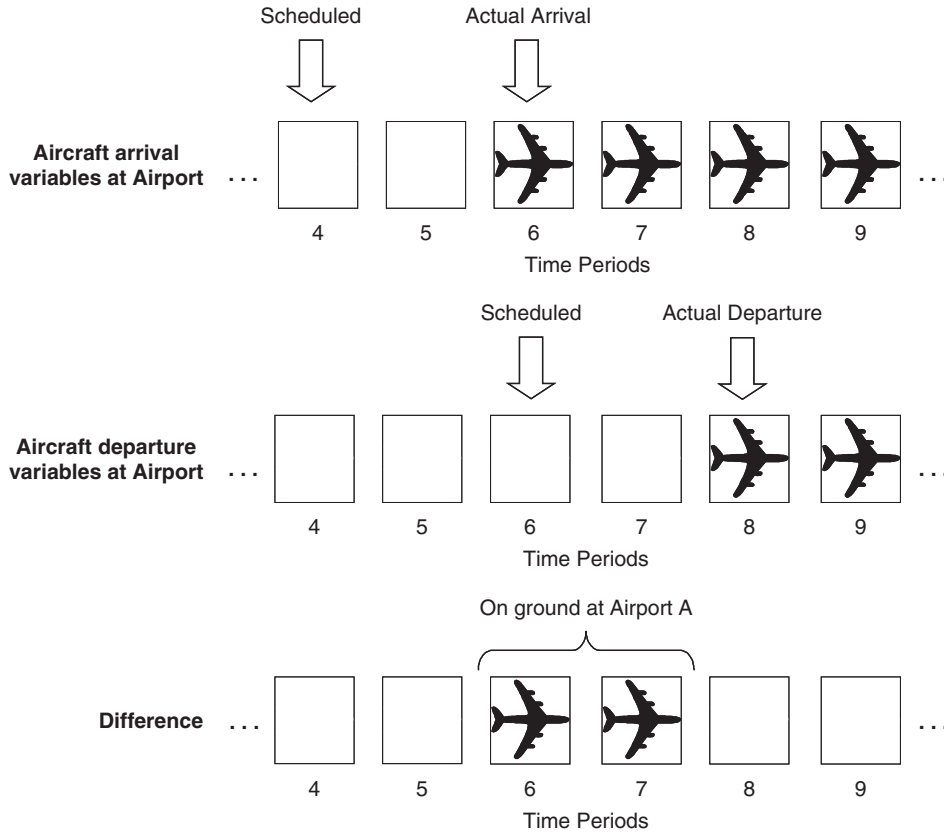 Scheduled Actual Arrival
Aircraft arrival
variables at Airport
. . . . . .
4 5 6 7 8 9
Time Periods
Scheduled Actual Departure
Aircraft departure
variables at Airport
. . . . . .
4 5 6 7 8 9
Time Periods
On ground at Airport A
Difference . . . . . .
4 5 6 7 8 9
Time Periods